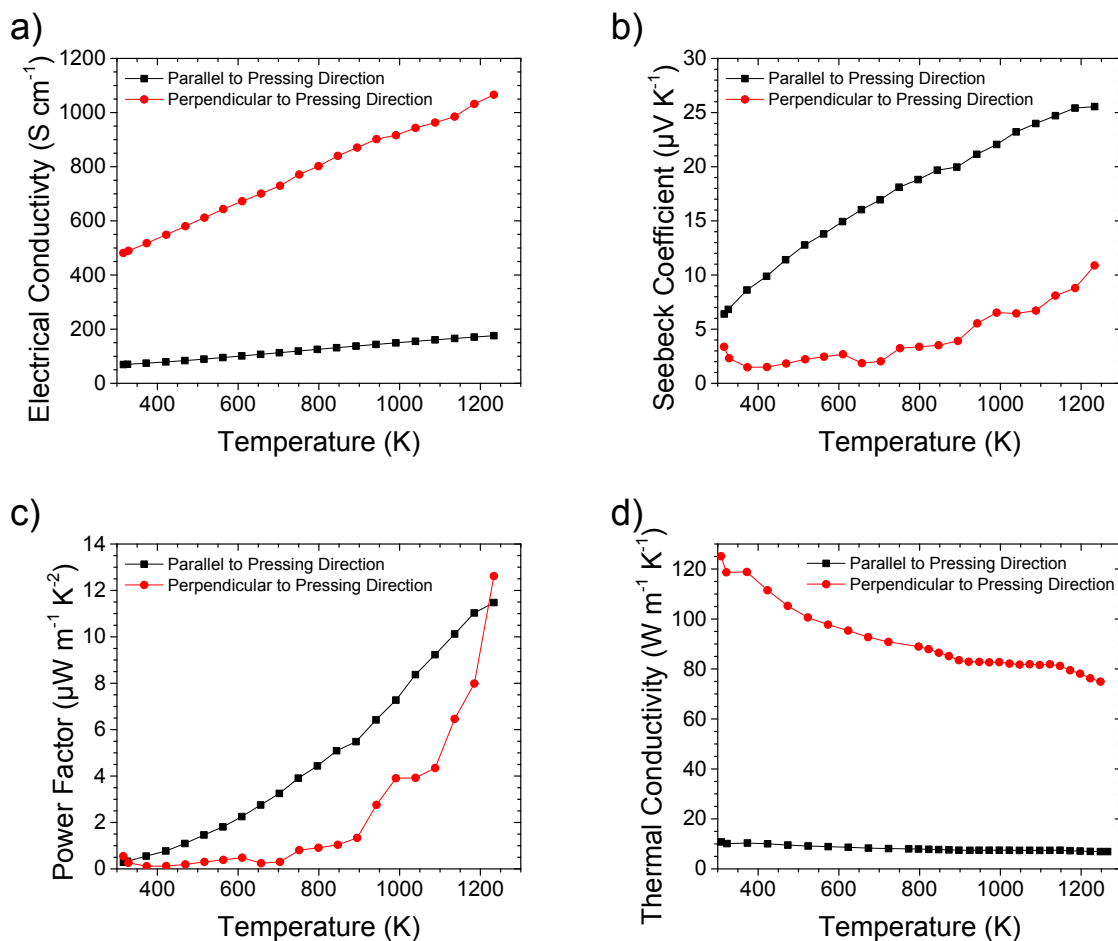 a)
Electrical Conductivty (S cm⁻¹)
1200
1000
800
600
400
200
0
Parallel to Pressing Direction
Perpendicular to Pressing Direction
400 600 800 1000 1200
Temperature (K)
b)
Seebeck Coefficient (µV K⁻¹)
30
25
20
15
10
5
0
Parallel to Pressing Direction
Perpendicular to Pressing Direction
400 600 800 1000 1200
Temperature (K)
c)
Power Factor (µW m⁻¹ K⁻²)
14
12
10
8
6
4
2
0
Parallel to Pressing Direction
Perpendicular to Pressing Direction
400 600 800 1000 1200
Temperature (K)
d)
Thermal Conductivity (W m⁻¹ K⁻¹)
120
100
80
60
40
20
0
Parallel to Pressing Direction
Perpendicular to Pressing Direction
400 600 800 1000 1200
Temperature (K)